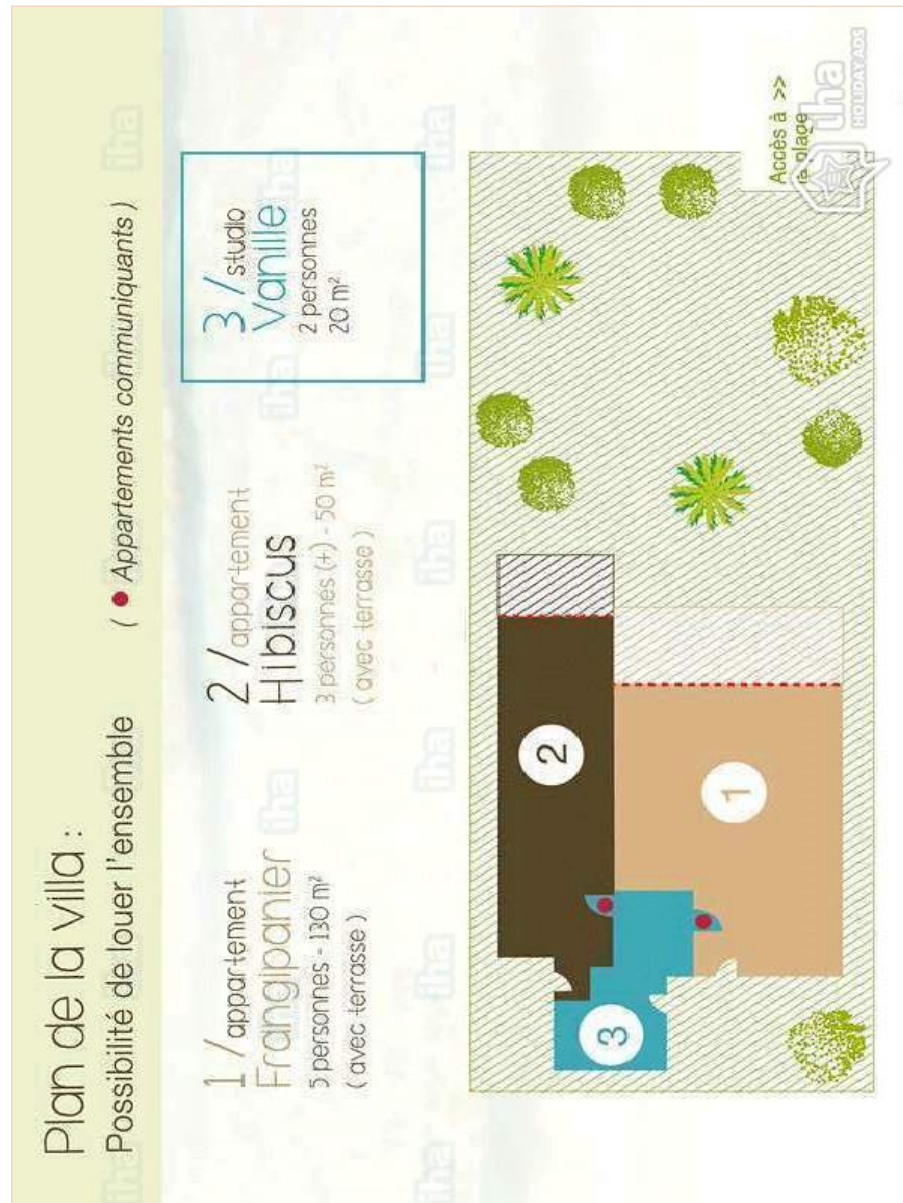 Plan de la villa :
Possibilité de louer l'ensemble
( Appartements communiquants )
1 / appartement
Frangipanier
5 personnes - 130 m²
( avec terrasse )
2 / appartement
Hibiscus
3 personnes (+) - 50 m²
( avec terrasse )
3 / studio
Vanille
2 personnes
20 m²
Accès à >>
la plage
2
1
3
iha
HOLIDAY ADS